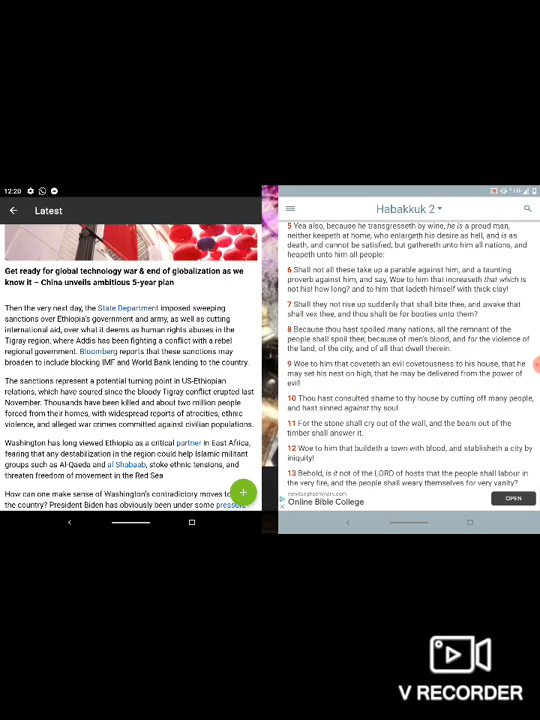 12:20
Latest
Get ready for global technology war & end of globalization as we
know it – China unveils ambitious 5-year plan
Then the very next day, the State Department imposed sweeping
sanctions over Ethiopia's government and army, as well as cutting
international aid, over what it deems as human rights abuses in the
Tigray region, where Addis has been fighting a conflict with a rebel
regional government. Bloomberg reports that these sanctions may
broaden to include blocking IMF and World Bank lending to the country.
The sanctions represent a potential turning point in US-Ethiopian
relations, which have soured since the bloody Tigray conflict erupted last
November. Thousands have been killed and about two million people
forced from their homes, with widespread reports of atrocities, ethnic
violence, and alleged war crimes committed against civilian populations.
Washington has long viewed Ethiopia as a critical partner in East Africa,
fearing that any destabilization in the region could help Islamic militant
groups such as Al-Qaeda and al Shabaab, stoke ethnic tensions, and
threaten freedom of movement in the Red Sea
How can one make sense of Washington's contradictory moves to
the country? President Biden has obviously been under some pressure
Habakkuk 2
5 Yea also, because he transgresseth by wine, he is a proud man,
neither keepeth at home, who enlargeth his desire as hell, and is as
death, and cannot be satisfied, but gathereth unto him all nations, and
heapeth unto him all people:
6 Shall not all these take up a parable against him, and a taunting
proverb against him, and say, Woe to him that increaseth that which is
not his! how long? and to him that ladeth himself with thick clay!
7 Shall they not rise up suddenly that shall bite thee, and awake that
shall vex thee, and thou shalt be for booties unto them?
8 Because thou hast spoiled many nations, all the remnant of the
people shall spoil thee; because of men's blood, and for the violence of
the land, of the city, and of all that dwell therein.
9 Woe to him that coveteth an evil covetousness to his house, that he
may set his nest on high, that he may be delivered from the power of
evil!
10 Thou hast consulted shame to thy house by cutting off many people,
and hast sinned against thy soul.
11 For the stone shall cry out of the wall, and the beam out of the
timber shall answer it.
12 Woe to him that buildeth a town with blood, and stablisheth a city by
iniquity!
13 Behold, is it not of the LORD of hosts that the people shall labour in
the very fire, and the people shall weary themselves for very vanity?
newburghseminary.com
Online Bible College
OPEN
V RECORDER